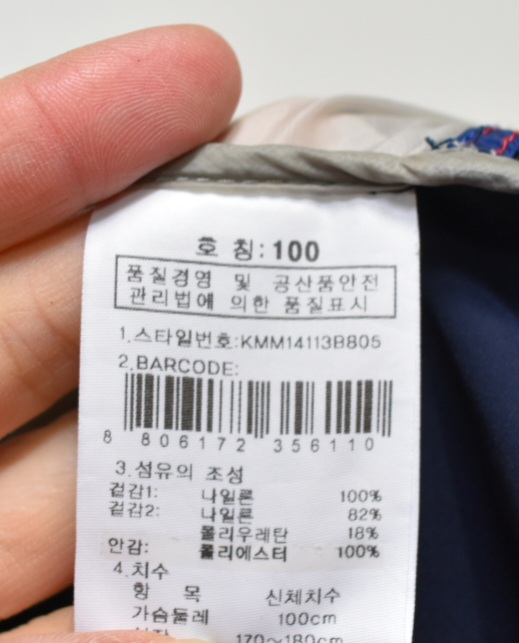 호 칭:100
품질경영 및 공산품안전
관리법에 의한 품질표시
1.스타일번호:KMM14113B805
2.BARCODE:
8 806172 356110
3.섬유의 조성
겉감1: 나일론 100%
겉감2: 나일론 82%
폴리우레탄 18%
안감: 폴리에스터 100%
4.치수
항 목 신체치수
가슴둘레 100cm
170~180cm